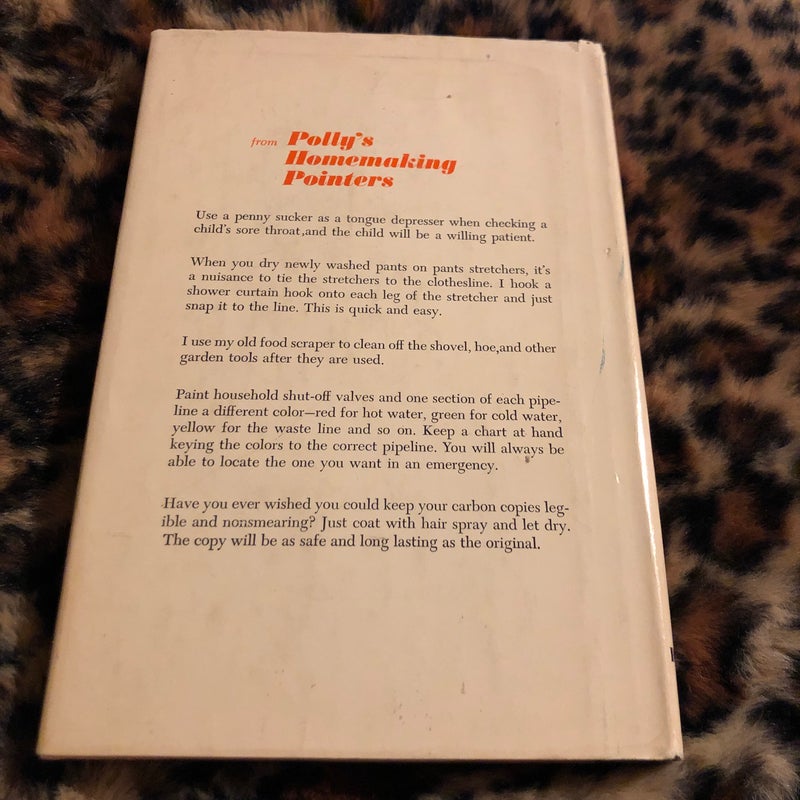 from Polly's
Homemaking
Pointers
Use a penny sucker as a tongue depresser when checking a
child's sore throat,and the child will be a willing patient.
When you dry newly washed pants on pants stretchers, it's
a nuisance to tie the stretchers to the clothesline. I hook a
shower curtain hook onto each leg of the stretcher and just
snap it to the line. This is quick and easy.
I use my old food scraper to clean off the shovel, hoe,and other
garden tools after they are used.
Paint household shut-off valves and one section of each pipe-
line a different color—red for hot water, green for cold water,
yellow for the waste line and so on. Keep a chart at hand
keying the colors to the correct pipeline. You will always be
able to locate the one you want in an emergency.
Have you ever wished you could keep your carbon copies leg-
ible and nonsmearing? Just coat with hair spray and let dry.
The copy will be as safe and long lasting as the original.